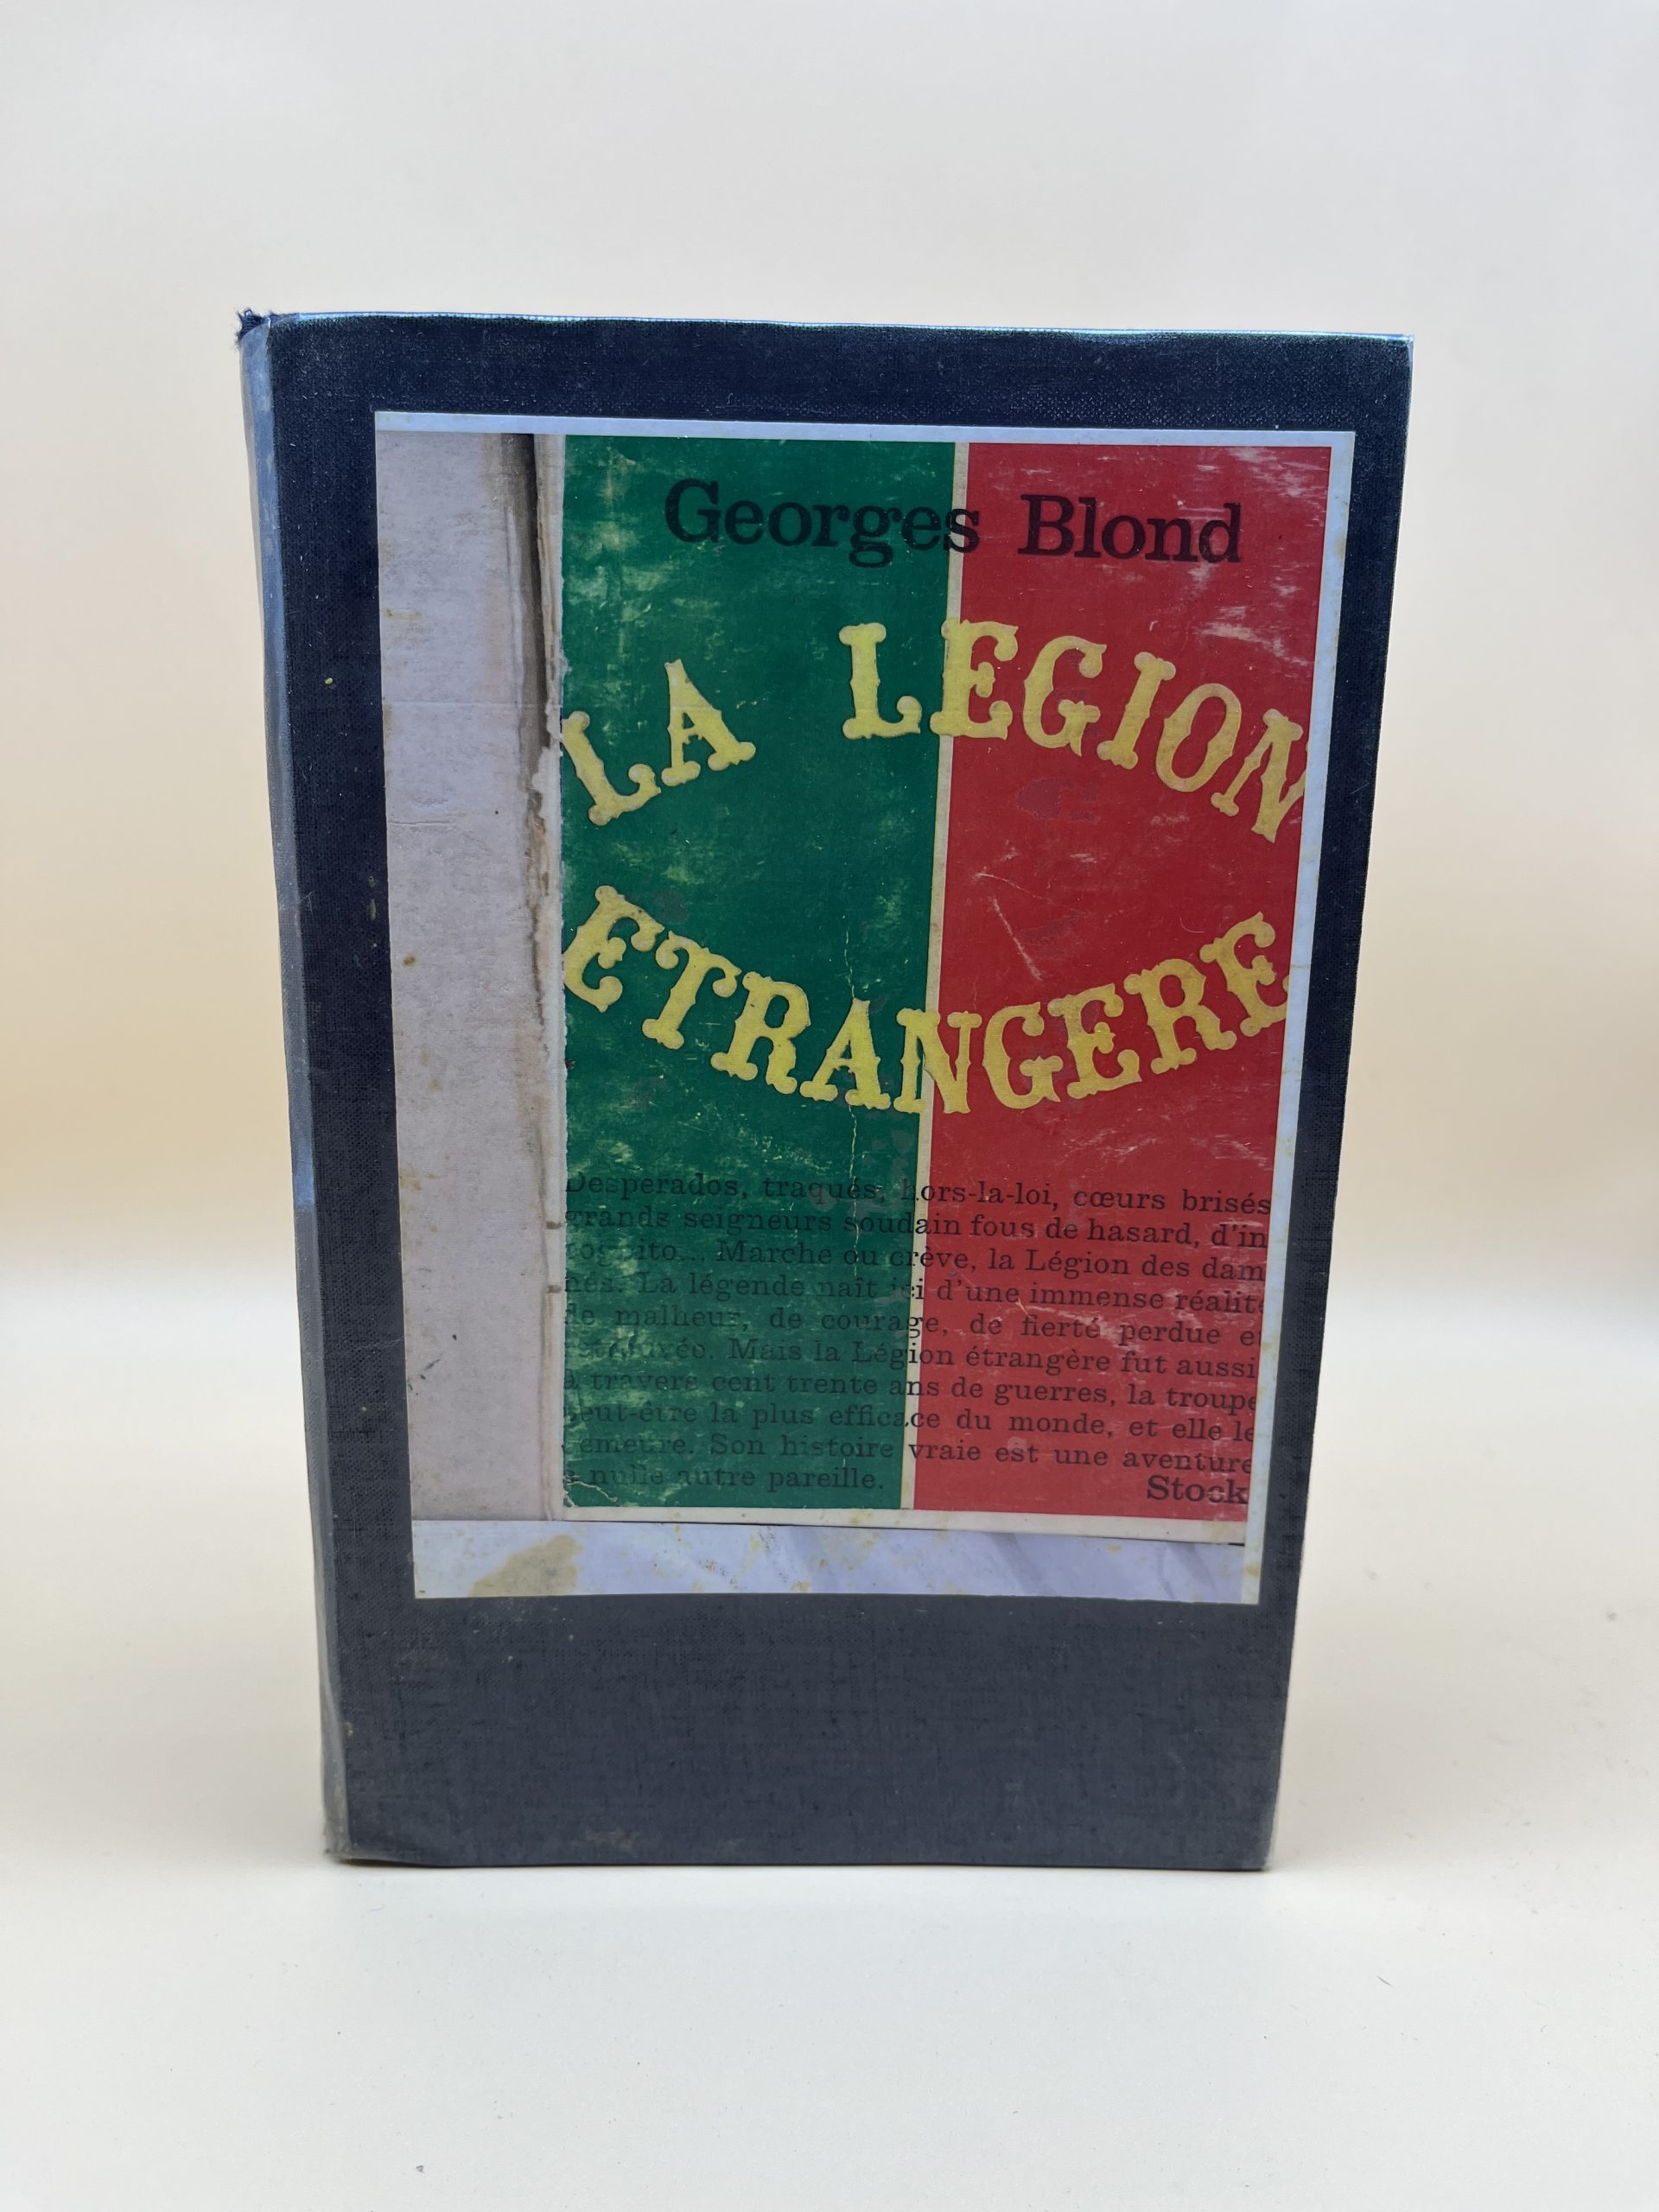 Georges Blond
LA LEGION
ETRANGERE
Desperados, traqués, hors-la-loi, cœurs brisés
grands seigneurs soudain fous de hasard, d'in
Marche ou crève, la Légion des dam
nés. La légende naît ici d'une immense réalité
de malheur, de courage, de fierté perdue et
Mais la Légion étrangère fut aussi
à travers cent trente ans de guerres, la troupe
peut-être la plus efficace du monde, et elle le
demeure. Son histoire vraie est une aventure
à nulle autre pareille.
Stock